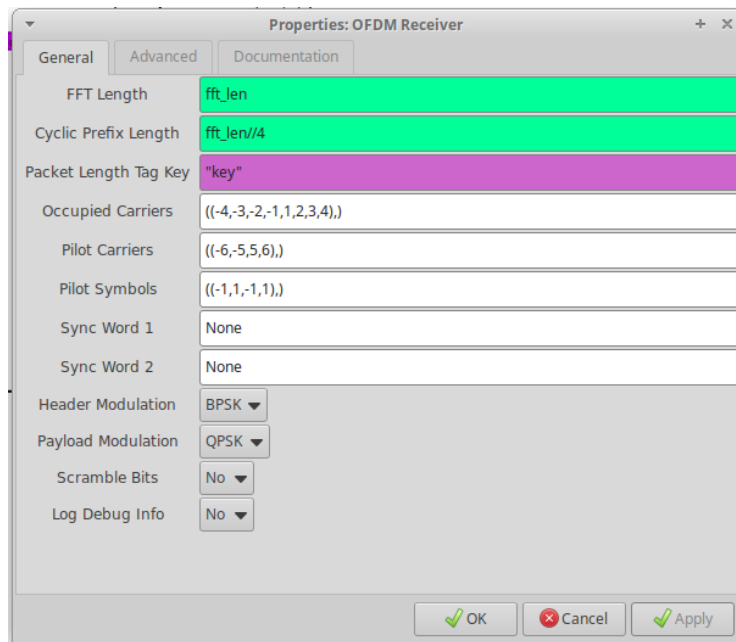 Properties: OFDM Receiver
General Advanced Documentation
FFT Length fft_len
Cyclic Prefix Length fft_len//4
Packet Length Tag Key "key"
Occupied Carriers ((-4,-3,-2,-1,1,2,3,4),)
Pilot Carriers ((-6,-5,5,6),)
Pilot Symbols ((-1,1,-1,1),)
Sync Word 1 None
Sync Word 2 None
Header Modulation BPSK
Payload Modulation QPSK
Scramble Bits No
Log Debug Info No
OK Cancel Apply